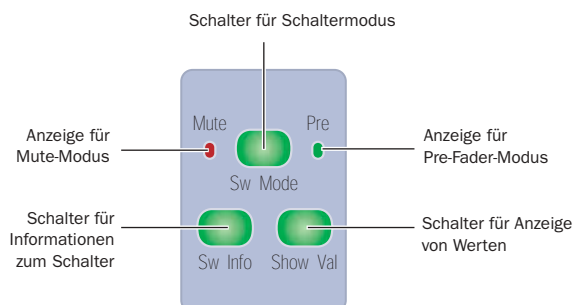 Schalter für Schaltermodus
Mute
Pre
Anzeige für
Mute-Modus
Anzeige für
Pre-Fader-Modus
Sw Mode
Schalter für
Informationen
zum Schalter
Schalter für Anzeige
von Werten
Sw Info
Show Val